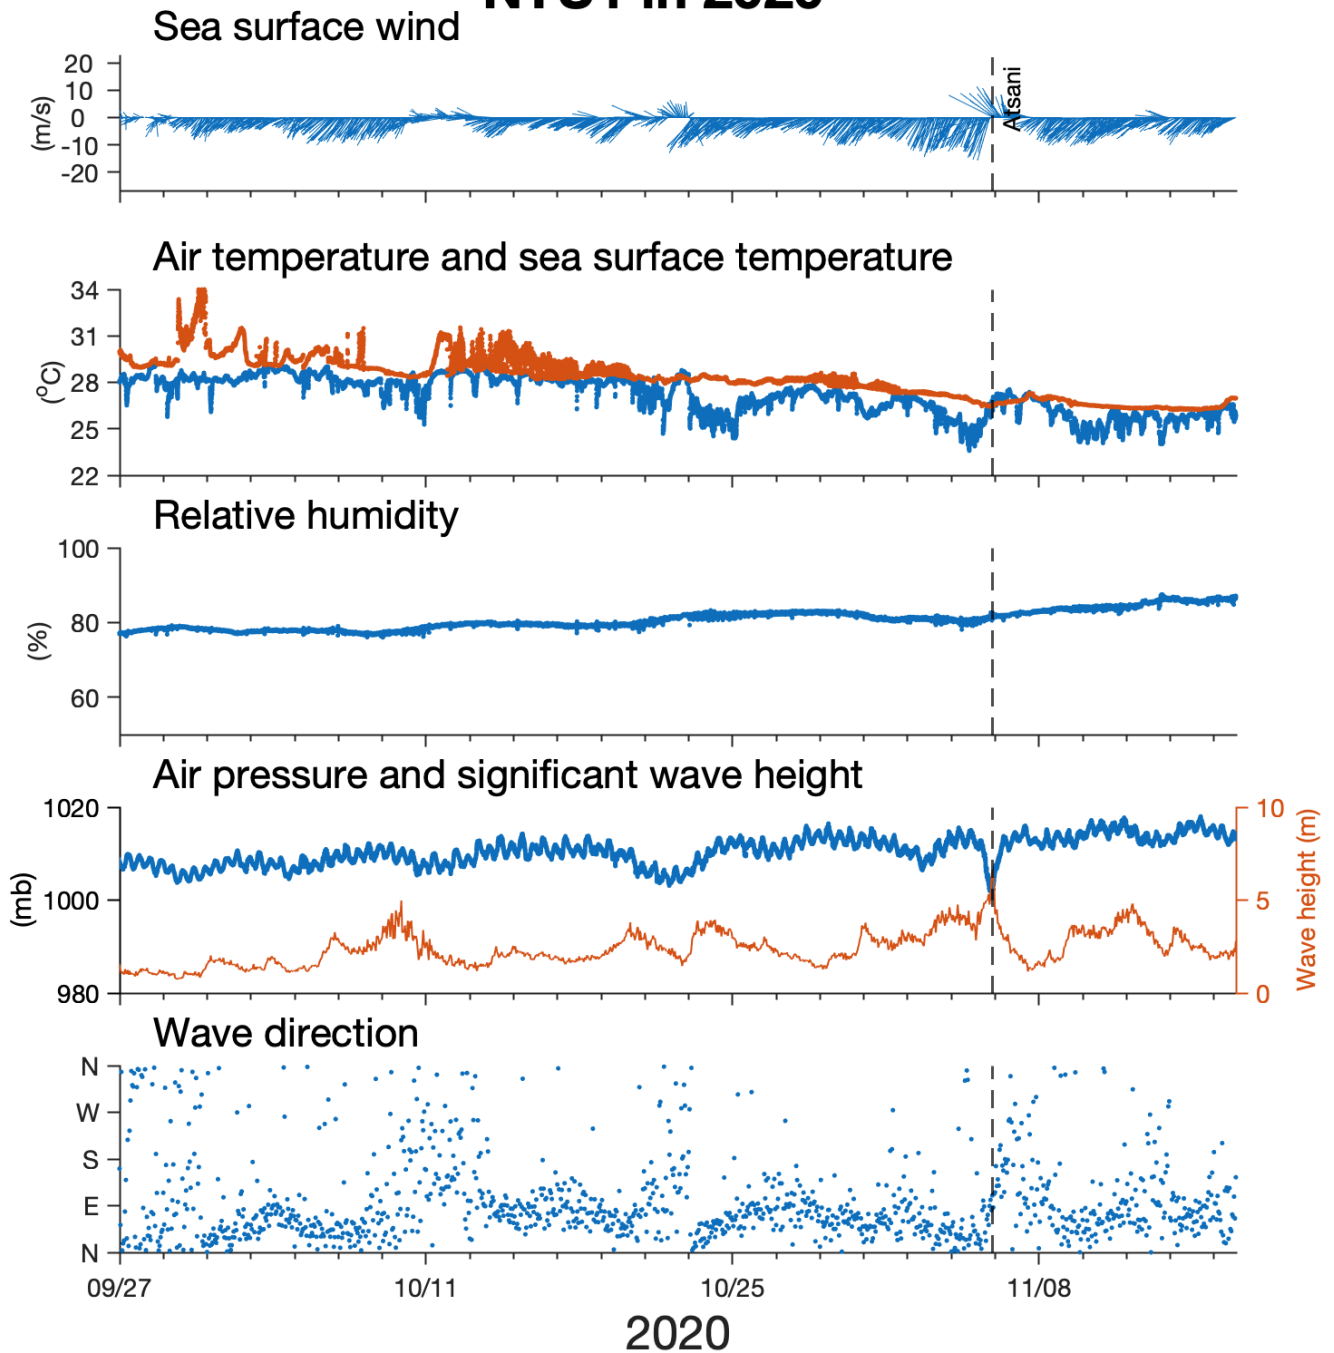 Sea surface wind
20
10
0
-10
-20
(m/s)
Atsani
Air temperature and sea surface temperature
34
31
28
25
22
(°C)
Relative humidity
100
80
60
(%)
Air pressure and significant wave height
1020
1000
980
(mb)
10
5
0
Wave height (m)
Wave direction
N
W
S
E
N
09/27
10/11
10/25
11/08
2020